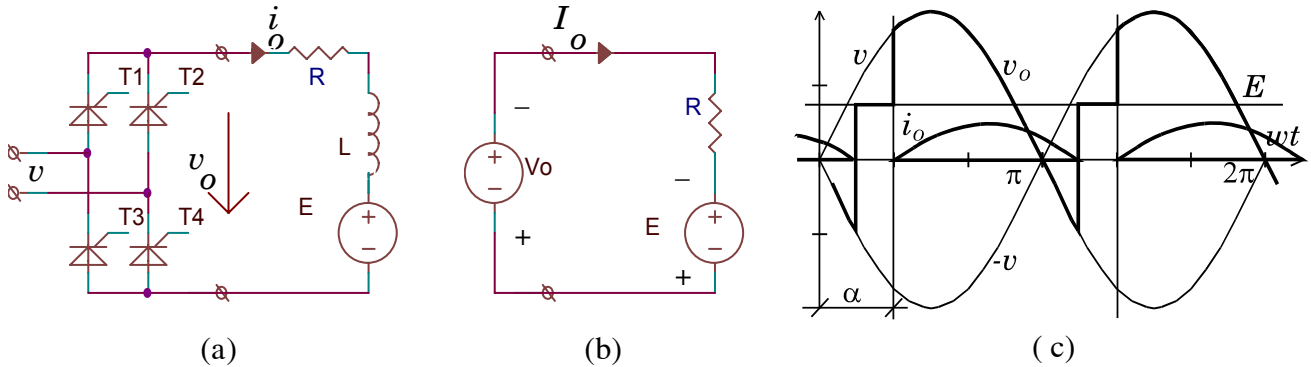 i o
T1 T2
R
v
v o
L
T3 T4
E
+
−
(a)
I o
−
R
+
−
Vo
−
+
E
+
−
+
(b)
v
v o
E
i o
wt
π
2π
-v
α
( c)